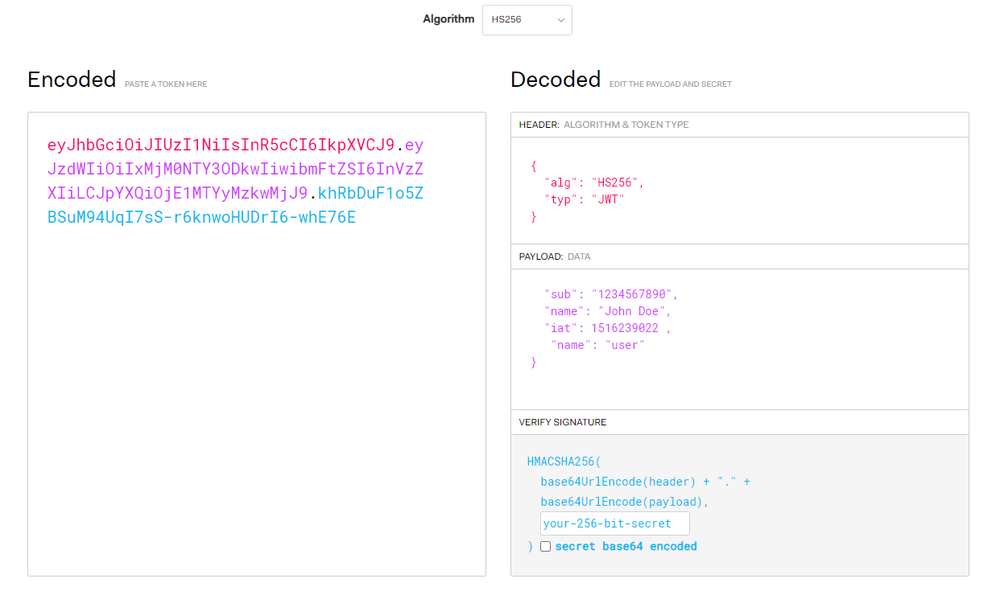 Algorithm HS256
Encoded PASTE A TOKEN HERE
eyJhbGciOiJIUzI1NiIsInR5cCI6IkpXVCJ9.ey
JzdWIiOiIxMjM0NTY3ODkwIiwibmFtZSI6InVzZ
XIiLCJpYXQiOjE1MTYyMzkwMjJ9.khRbDuF1o5Z
BSuM94UqI7sS-r6knwoHUDrI6-whE76E
Decoded EDIT THE PAYLOAD AND SECRET
HEADER: ALGORITHM & TOKEN TYPE
{
"alg": "HS256",
"typ": "JWT"
}
PAYLOAD: DATA
"sub": "1234567890",
"name": "John Doe",
"iat": 1516239022 ,
"name": "user"
}
VERIFY SIGNATURE
HMACSHA256(
base64UrlEncode(header) + "." +
base64UrlEncode(payload),
your-256-bit-secret
) secret base64 encoded